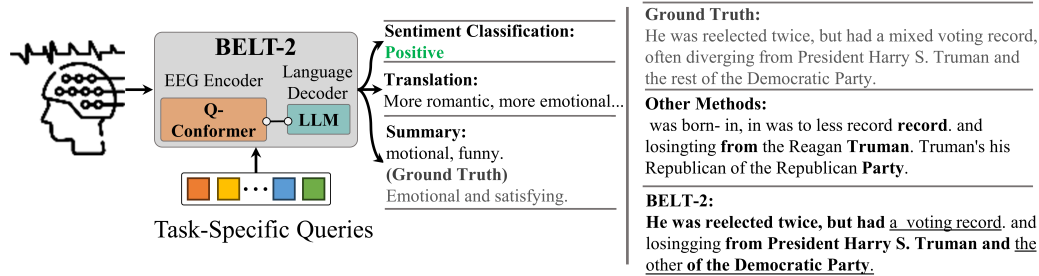 BELT-2
EEG Encoder
Language
Decoder
Q-
Conformer
LLM
Task-Specific Queries
Sentiment Classification:
Positive
Translation:
More romantic, more emotional...
Summary:
motional, funny.
(Ground Truth)
Emotional and satisfying.
Ground Truth:
He was reelected twice, but had a mixed voting record,
often diverging from President Harry S. Truman and
the rest of the Democratic Party.
Other Methods:
was born- in, in was to less record record. and
losingting from the Reagan Truman. Truman's his
Republican of the Republican Party.
BELT-2:
He was reelected twice, but had a voting record. and
losingging from President Harry S. Truman and the
other of the Democratic Party.